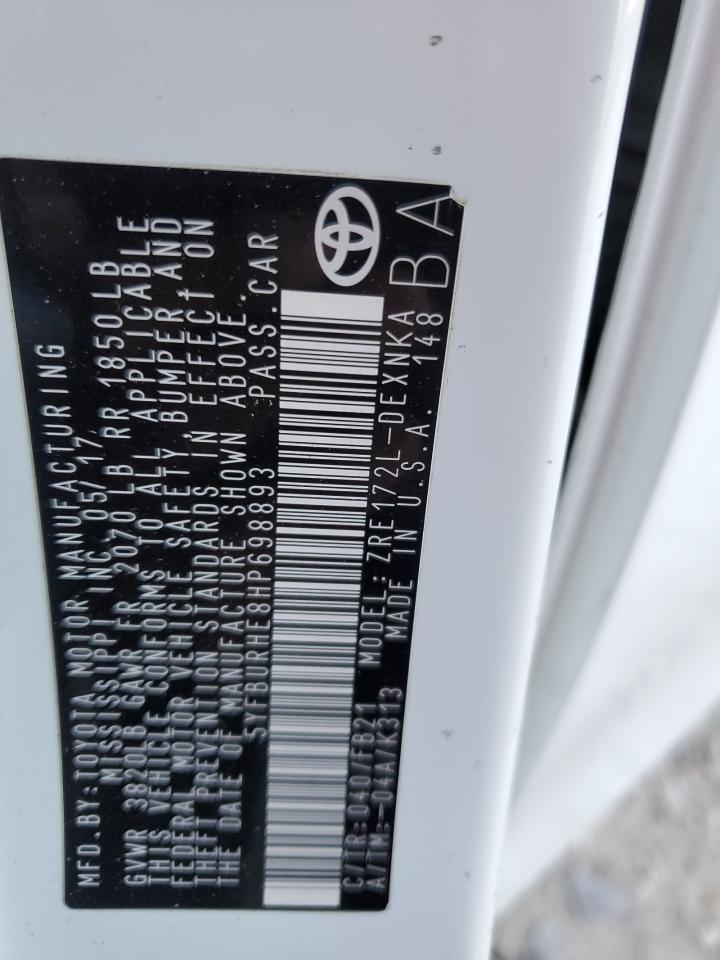 MFD.BY:TOYOTA MOTOR MANUFACTURING
MISSISSIPPI INC.05/17
GVWR 3820LB GAWR FR 2070LB RR 1850LB
THIS VEHICLE CONFORMS TO ALL APPLICABLE
FEDERAL MOTOR VEHICLE SAFETY BUMPER AND
THEFT PREVENTION STANDARDS IN EFFECT ON
THE DATE OF MANUFACTURE SHOWN ABOVE.
5YFBURHE8HP698893 PASS.CAR
C/TR:040/FB21 MODEL:ZRE172L-DEXNKA
A/TM:-04A/K313 MADE IN U.S.A. 148
BA